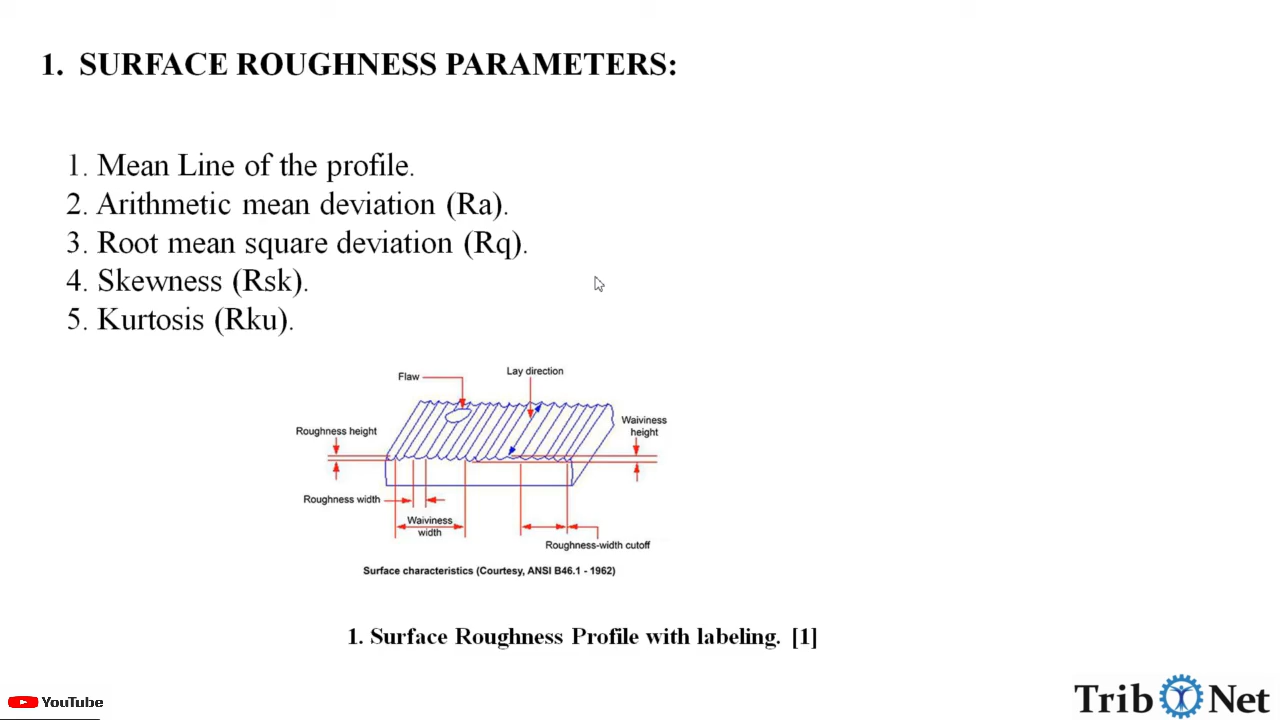 1. SURFACE ROUGHNESS PARAMETERS:
1. Mean Line of the profile.
2. Arithmetic mean deviation (Ra).
3. Root mean square deviation (Rq).
4. Skewness (Rsk).
5. Kurtosis (Rku).
Flaw
Lay direction
Roughness height
Waiviness
height
Roughness width
Waiviness
width
Roughness-width cutoff
Surface characteristics (Courtesy, ANSI B46.1 - 1962)
1. Surface Roughness Profile with labeling. [1]
YouTube
Trib Net